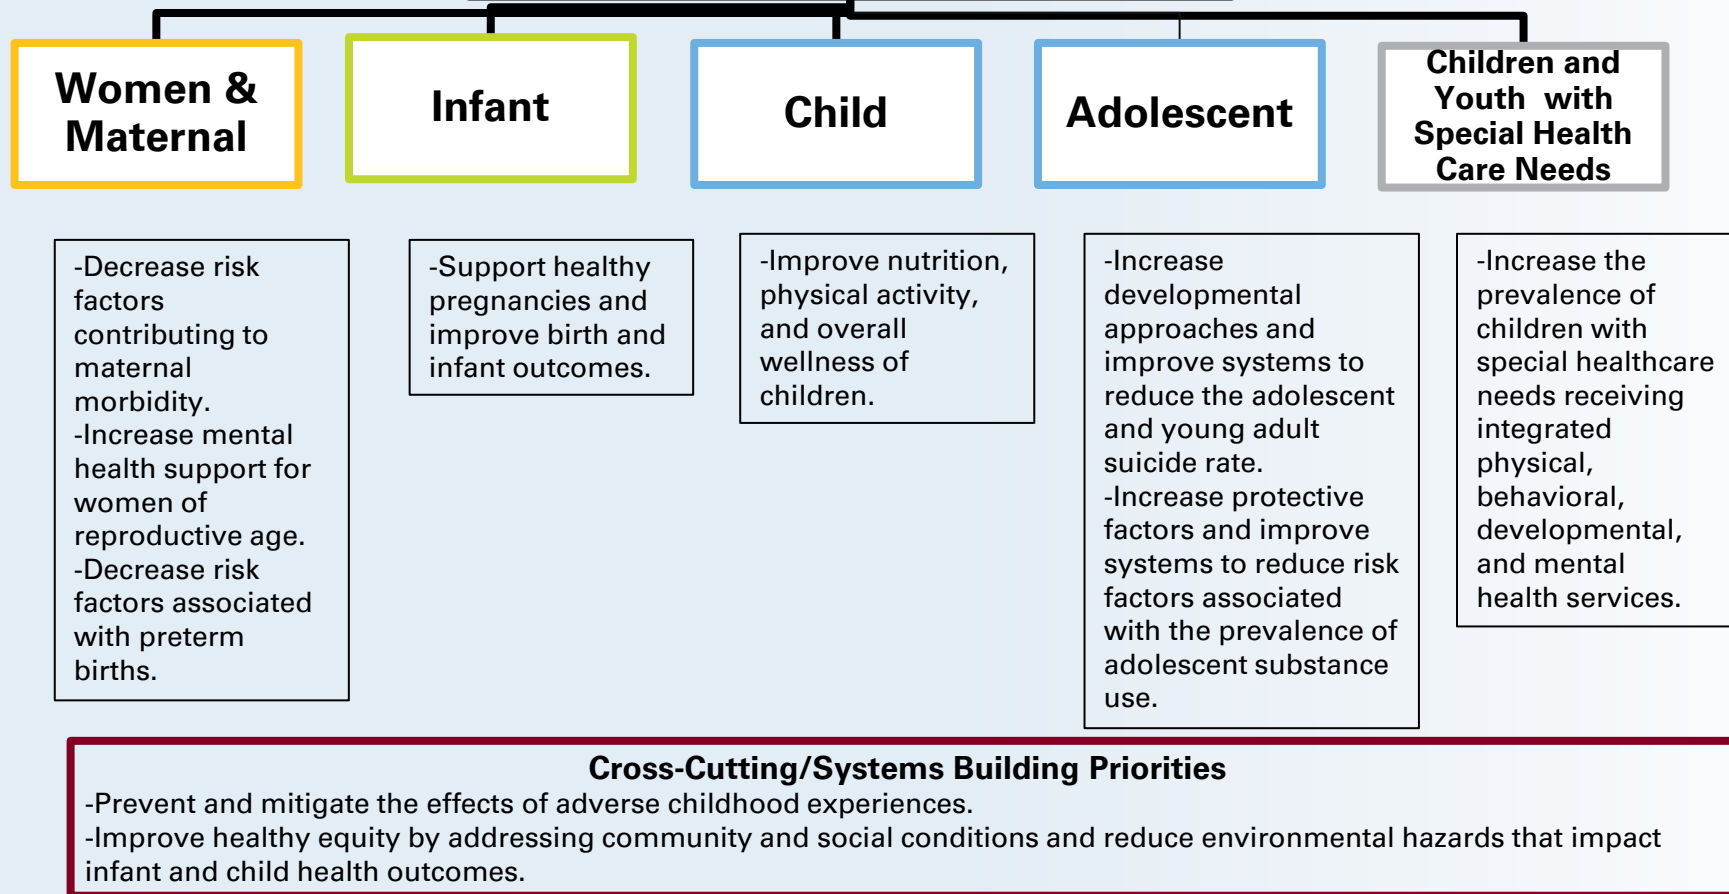 Women &
Maternal
Infant
Child
Adolescent
Children and
Youth with
Special Health
Care Needs
-Decrease risk
factors
contributing to
maternal
morbidity.
-Increase mental
health support for
women of
reproductive age.
-Decrease risk
factors associated
with preterm
births.
-Support healthy
pregnancies and
improve birth and
infant outcomes.
-Improve nutrition,
physical activity,
and overall
wellness of
children.
-Increase
developmental
approaches and
improve systems to
reduce the adolescent
and young adult
suicide rate.
-Increase protective
factors and improve
systems to reduce risk
factors associated
with the prevalence of
adolescent substance
use.
-Increase the
prevalence of
children with
special healthcare
needs receiving
integrated
physical,
behavioral,
developmental,
and mental
health services.
Cross-Cutting/Systems Building Priorities
-Prevent and mitigate the effects of adverse childhood experiences.
-Improve healthy equity by addressing community and social conditions and reduce environmental hazards that impact
infant and child health outcomes.